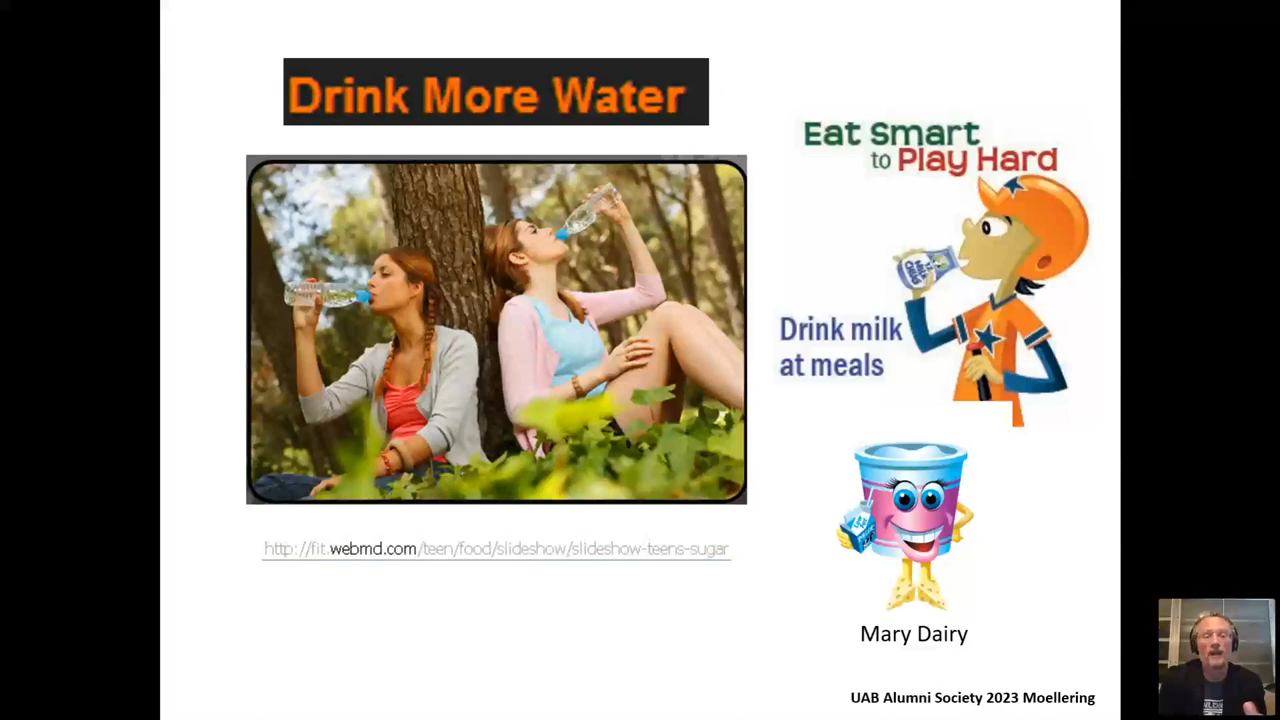 Drink More Water
Eat Smart
to Play Hard
Drink milk
at meals
http://fit.webmd.com/teen/food/slideshow/slideshow-teens-sugar
Mary Dairy
UAB Alumni Society 2023 Moellering